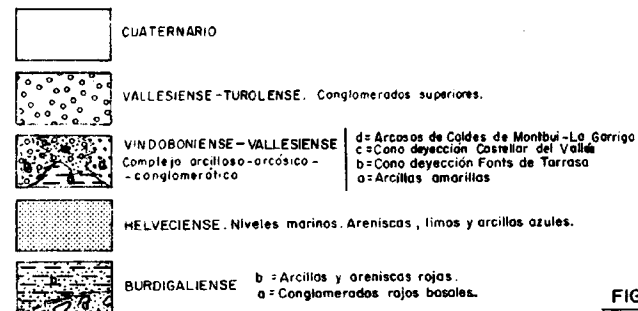 CUATERNARIO
VALLESIENSE-TUROLENSE. Conglomerados superiores.
VINDOBONIENSE-VALLESIENSE
Complejo arcilloso-arcósico-
-conglomerático
d= Arcosas de Caldes de Montbui-La Garriga
c= Cono deyección Castellar del Vallés
b= Cono deyección Fonts de Tarrasa
a= Arcillas amarillas
HELVECIENSE. Niveles marinos. Areniscas, limos y arcillas azules.
BURDIGALIENSE
b = Arcillas y areniscas rojas.
a = Conglomerados rojos basales.
b
FIG